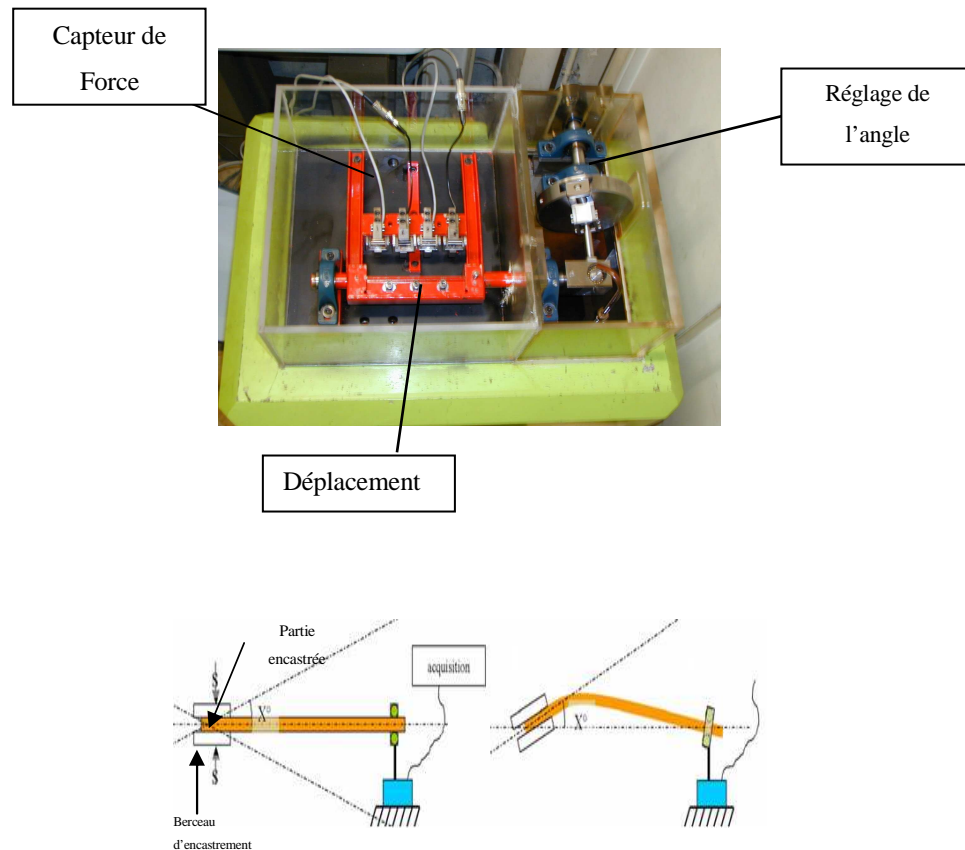 Capteur de
Force
Réglage de
l'angle
Déplacement
Partie
encastrée
acquisition
S
X°
X°
S
Berceau
d'encastrement